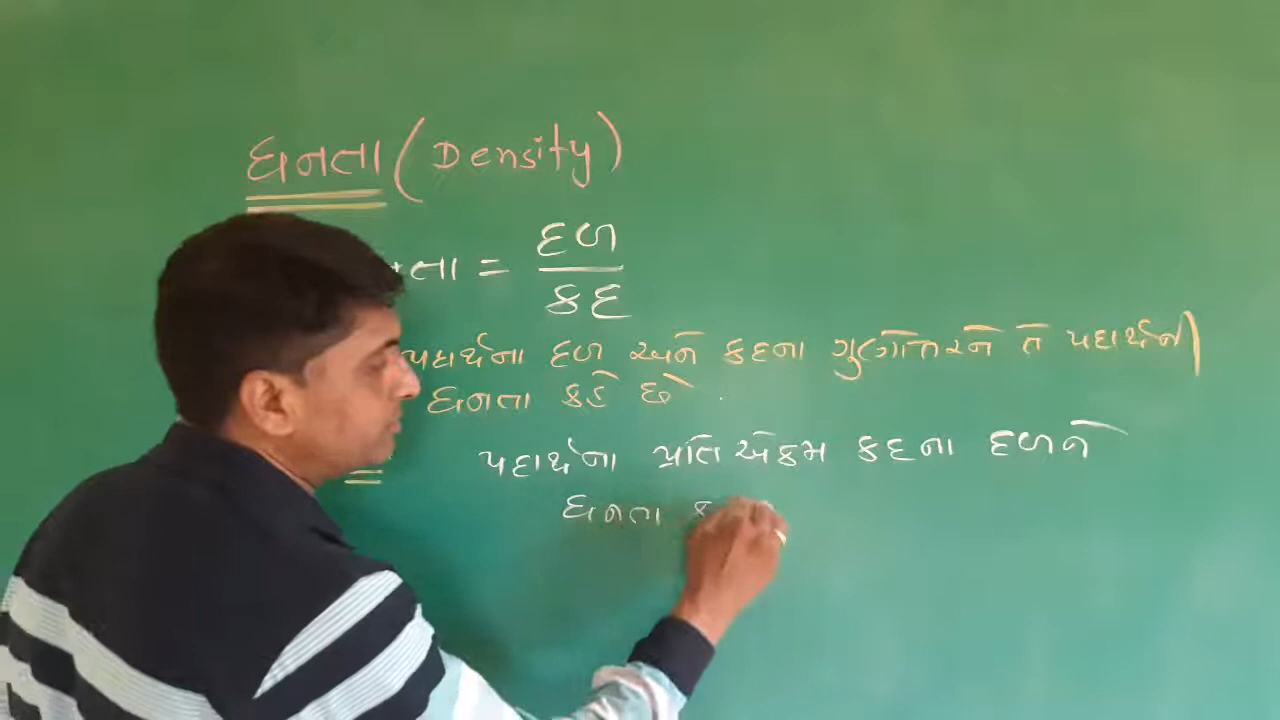 ઘનતા (Density)
તા = દળ
કદ
પદાર્થના દળ અને કદના ગુણોત્તરને તે પદાર્થની
ઘનતા કહે છે.
પદાર્થના પ્રતિ એકમ કદના દળને
ઘનતા ક